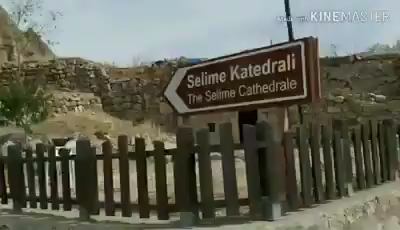 Made with
KINEMASTER
Selime Katedrali
The Selime Cathedrale